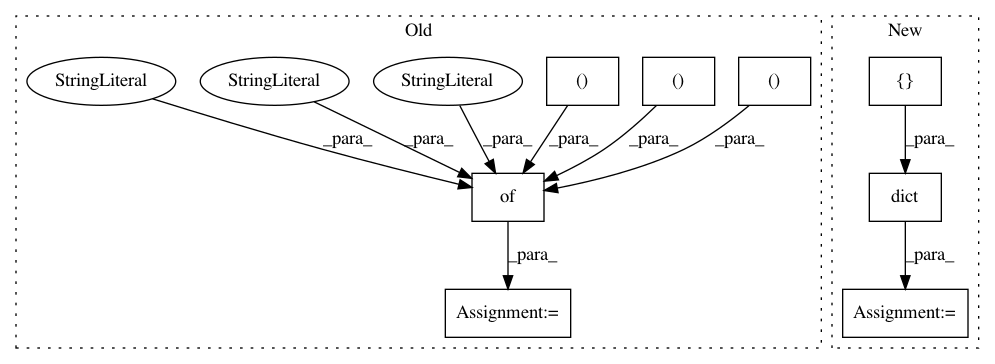 Old
New
StringLiteral
StringLiteral
StringLiteral
()
()
()
{}
_para_
_para_
_para_
_para_
_para_
_para_
_para_
of
dict
_para_
_para_
Assignment:=
Assignment:=